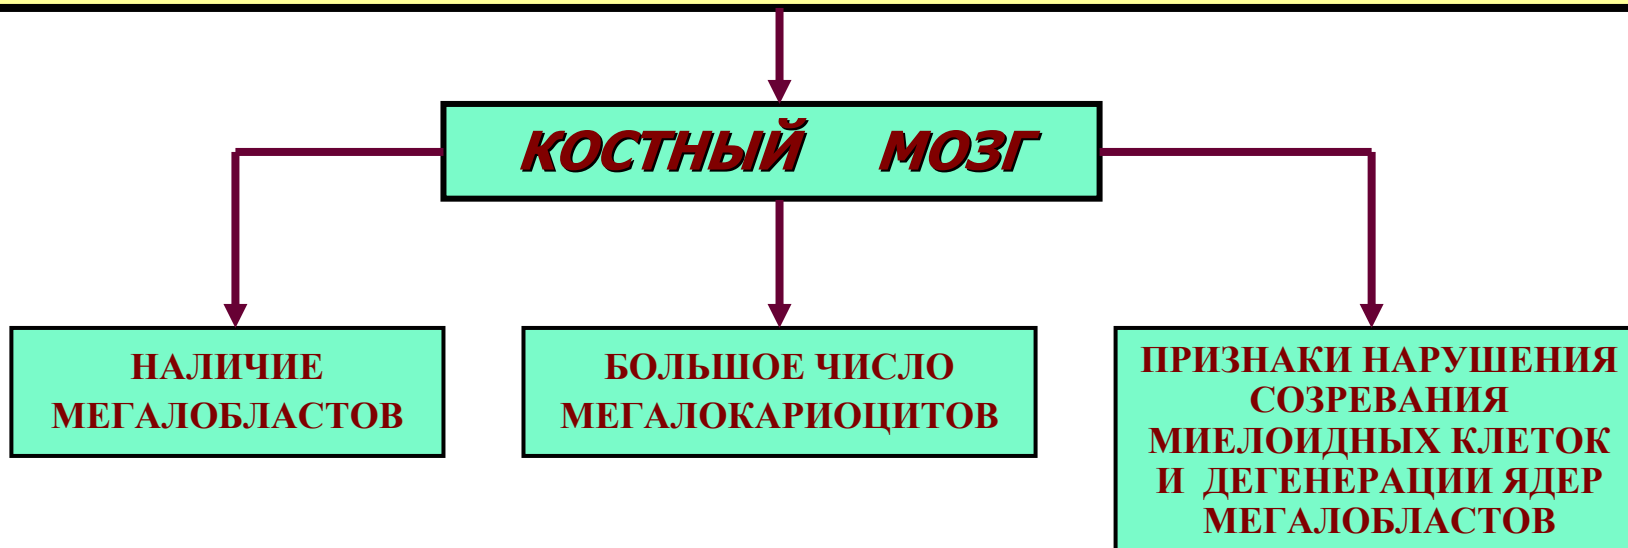 КОСТНЫЙ МОЗГ
НАЛИЧИЕ
МЕГАЛОБЛАСТОВ
БОЛЬШОЕ ЧИСЛО
МЕГАЛОКАРИОЦИТОВ
ПРИЗНАКИ НАРУШЕНИЯ
СОЗРЕВАНИЯ
МИЕЛОИДНЫХ КЛЕТОК
И ДЕГЕНЕРАЦИИ ЯДЕР
МЕГАЛОБЛАСТОВ